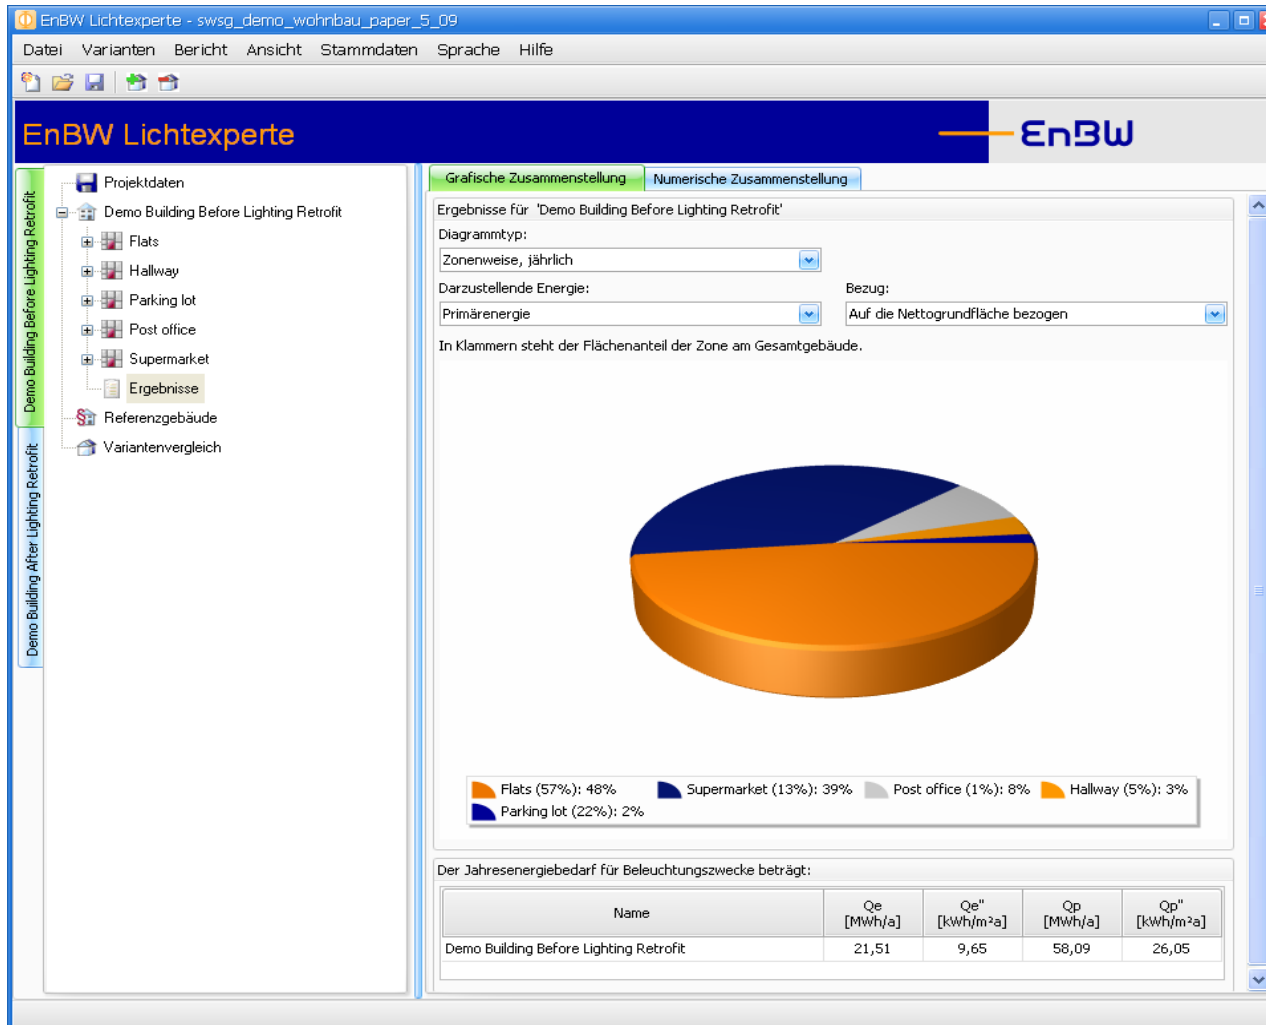 EnBW Lichtexperte - swsg_demo_wohnbau_paper_5_09
Datei Varianten Bericht Ansicht Stammdaten Sprache Hilfe
EnBW Lichtexperte
EnBW
Demo Building Before Lighting Retrofit
Demo Building After Lighting Retrofit
Projektdaten
Demo Building Before Lighting Retrofit
Flats
Hallway
Parking lot
Post office
Supermarket
Ergebnisse
Referenzgebäude
Variantenvergleich
Grafische Zusammenstellung Numerische Zusammenstellung
Ergebnisse für 'Demo Building Before Lighting Retrofit'
Diagrammtyp:
Zonenweise, jährlich
Darzustellende Energie: Bezug:
Primärenergie Auf die Nettogrundfläche bezogen
In Klammern steht der Flächenanteil der Zone am Gesamtgebäude.
Flats (57%): 48% Supermarket (13%): 39% Post office (1%): 8% Hallway (5%): 3%
Parking lot (22%): 2%
Der Jahresenergiebedarf für Beleuchtungszwecke beträgt:
Name Qe [MWh/a] Qe" [kWh/m²a] Qp [MWh/a] Qp" [kWh/m²a]
Demo Building Before Lighting Retrofit 21,51 9,65 58,09 26,05